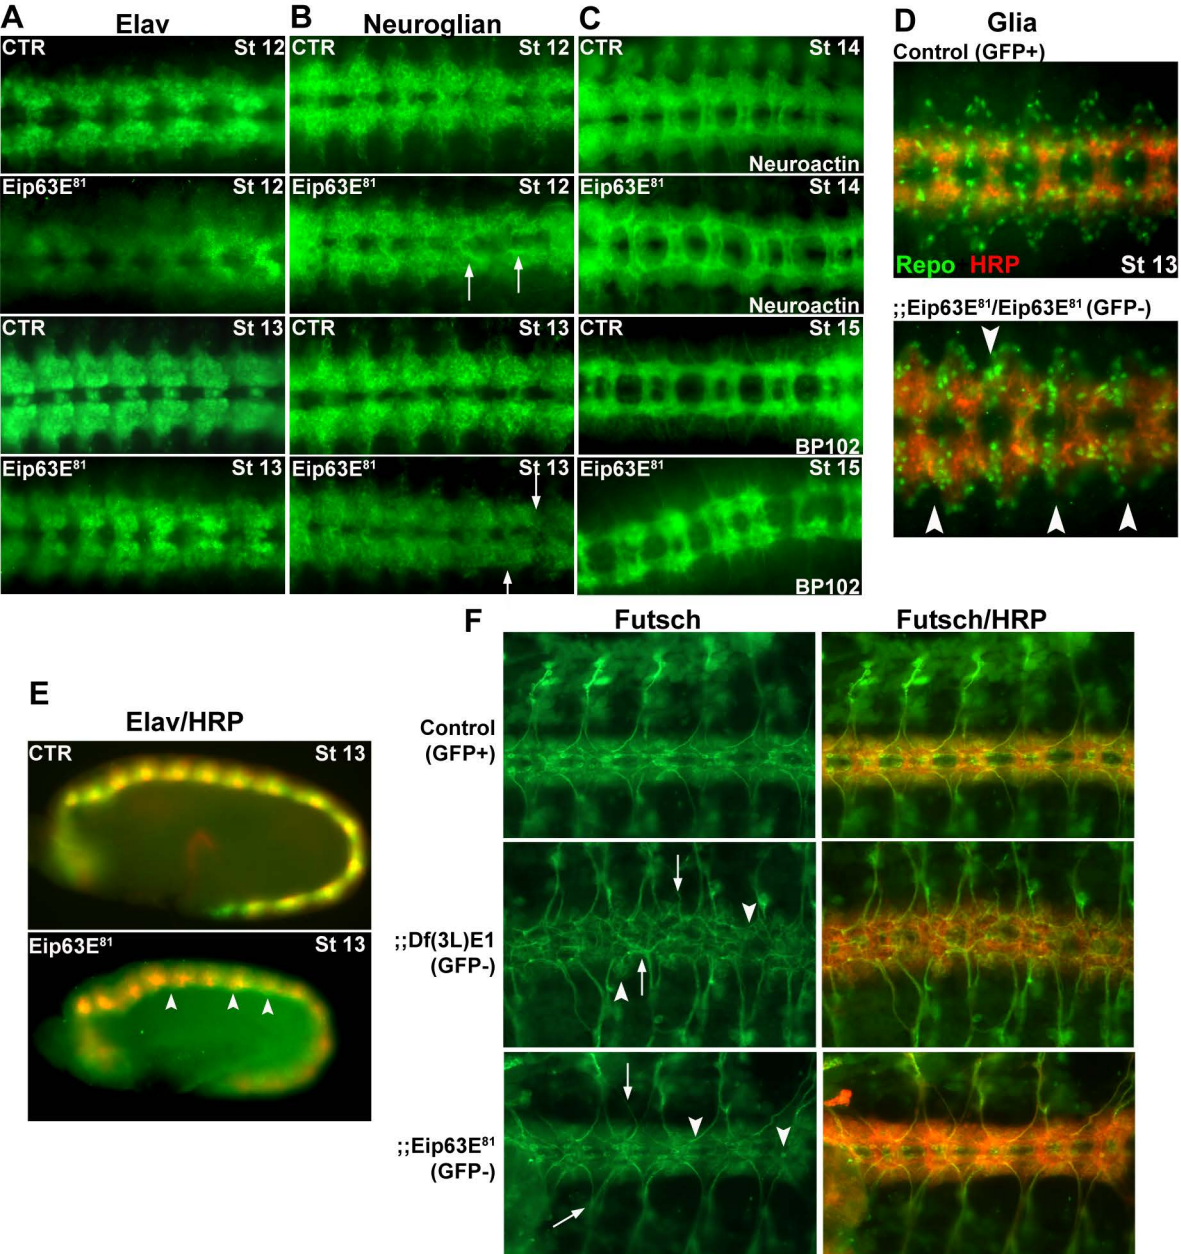 A
Elav
CTR
St 12
Eip63E81
St 12
CTR
St 13
Eip63E81
St 13
B
Neuroglian
CTR
St 12
Eip63E81
St 12
CTR
St 13
Eip63E81
St 13
C
CTR
St 14
Neuroactin
Eip63E81
St 14
Neuroactin
CTR
St 15
BP102
Eip63E81
St 15
BP102
D
Glia
Control (GFP+)
Repo HRP
St 13
;;Eip63E81/Eip63E81 (GFP-)
E
Elav/HRP
CTR
St 13
Eip63E81
St 13
F
Futsch
Futsch/HRP
Control
(GFP+)
;;Df(3L)E1
(GFP-)
;;Eip63E81
(GFP-)